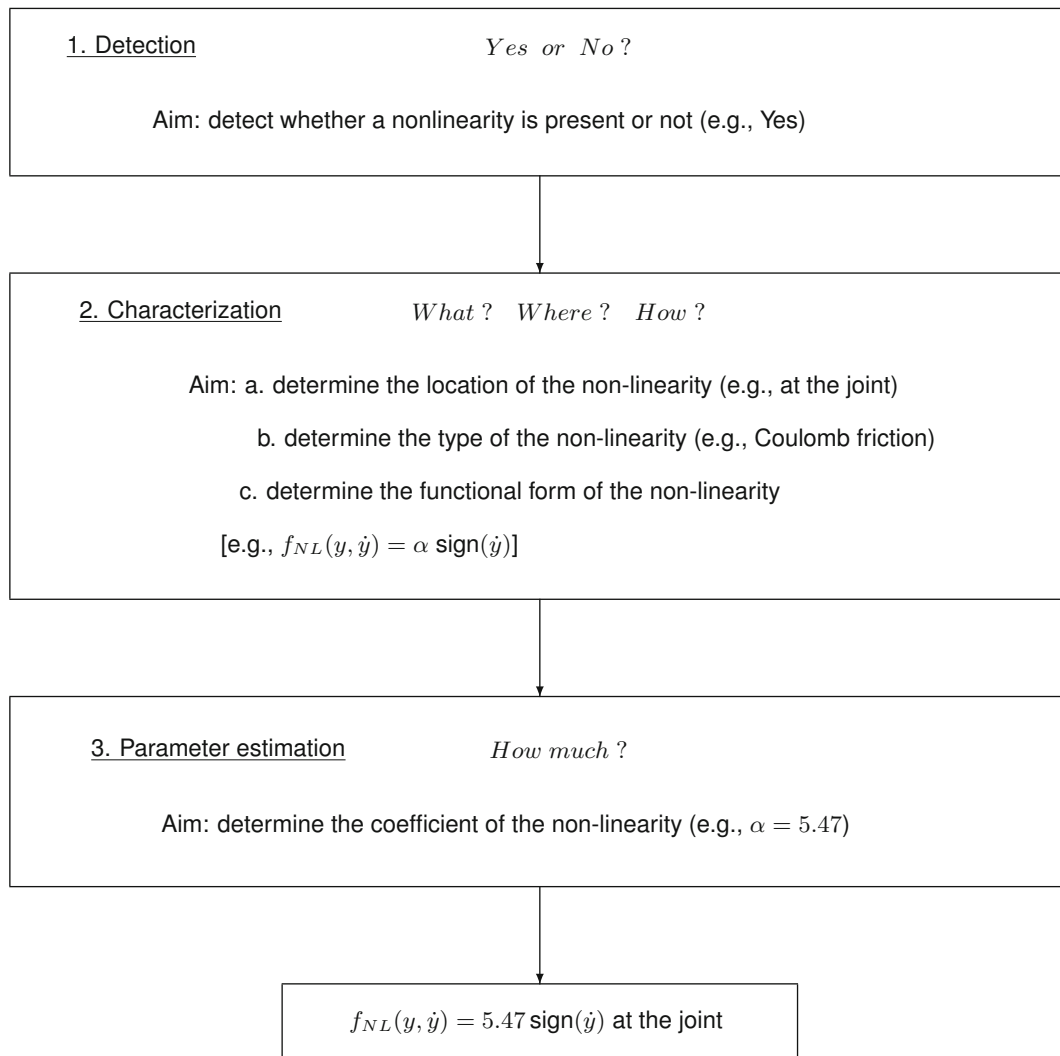 1. Detection Yes or No ?
Aim: detect whether a nonlinearity is present or not (e.g., Yes)
2. Characterization What ? Where ? How ?
Aim: a. determine the location of the non-linearity (e.g., at the joint)
b. determine the type of the non-linearity (e.g., Coulomb friction)
c. determine the functional form of the non-linearity
[e.g., f_{NL}(y, ẏ) = α sign(ẏ)]
3. Parameter estimation How much ?
Aim: determine the coefficient of the non-linearity (e.g., α = 5.47)
f_{NL}(y, ẏ) = 5.47 sign(ẏ) at the joint